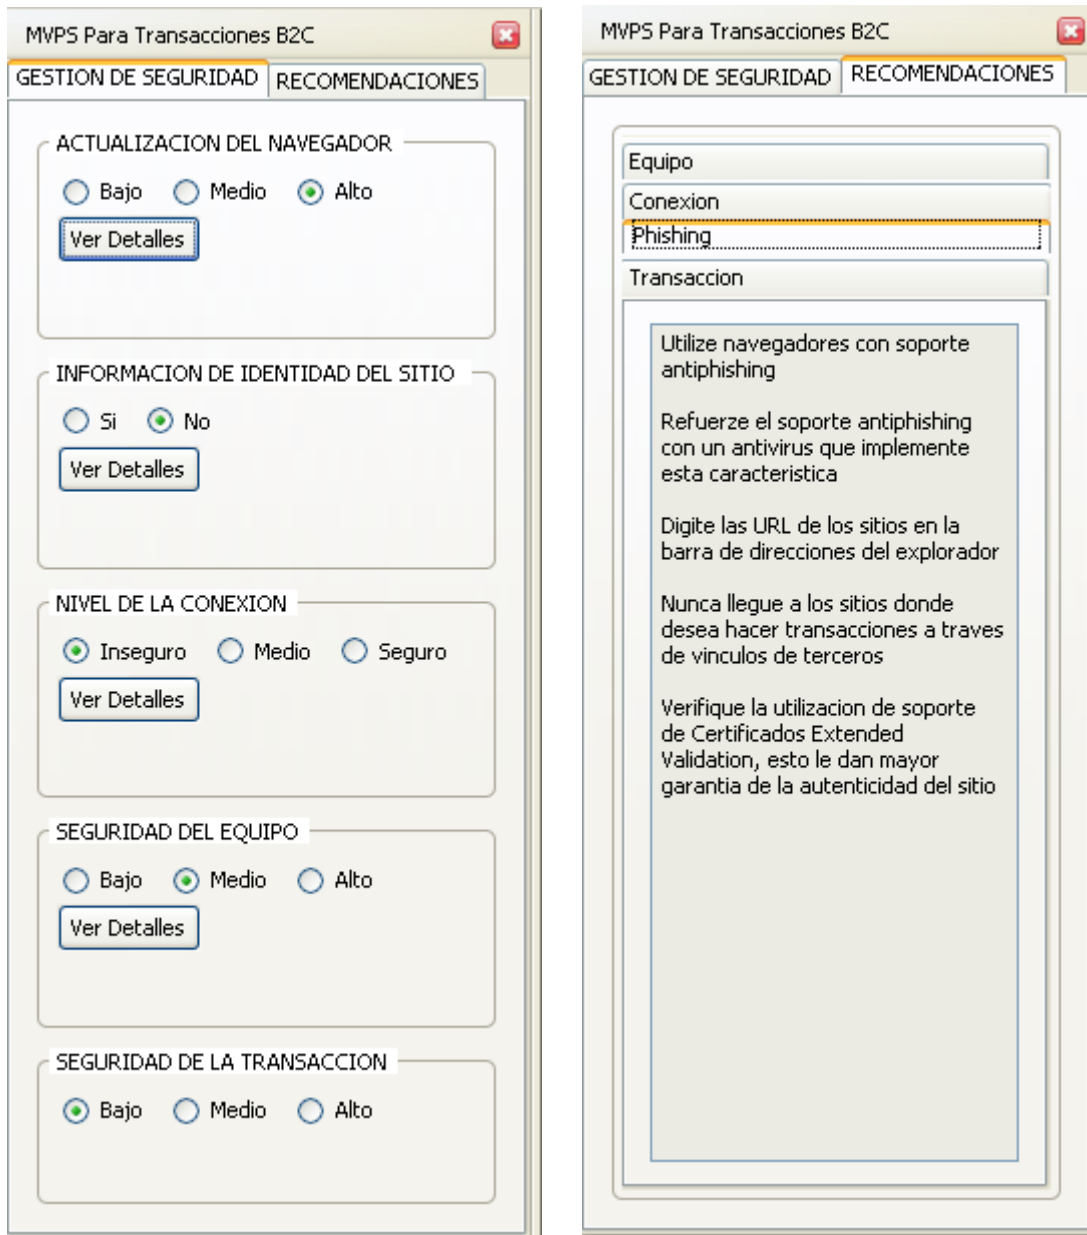 MVPS Para Transacciones B2C
GESTION DE SEGURIDAD
RECOMENDACIONES
ACTUALIZACION DEL NAVEGADOR
Bajo Medio Alto
Ver Detalles
INFORMACION DE IDENTIDAD DEL SITIO
Si No
Ver Detalles
NIVEL DE LA CONEXION
Inseguro Medio Seguro
Ver Detalles
SEGURIDAD DEL EQUIPO
Bajo Medio Alto
Ver Detalles
SEGURIDAD DE LA TRANSACCION
Bajo Medio Alto
MVPS Para Transacciones B2C
GESTION DE SEGURIDAD
RECOMENDACIONES
Equipo
Conexion
Phishing
Transaccion
Utilize navegadores con soporte
antiphishing
Refuerze el soporte antiphishing
con un antivirus que implemente
esta caracteristica
Digite las URL de los sitios en la
barra de direcciones del explorador
Nunca llegue a los sitios donde
desea hacer transacciones a traves
de vinculos de terceros
Verifique la utilizacion de soporte
de Certificados Extended
Validation, esto le dan mayor
garantia de la autenticidad del sitio